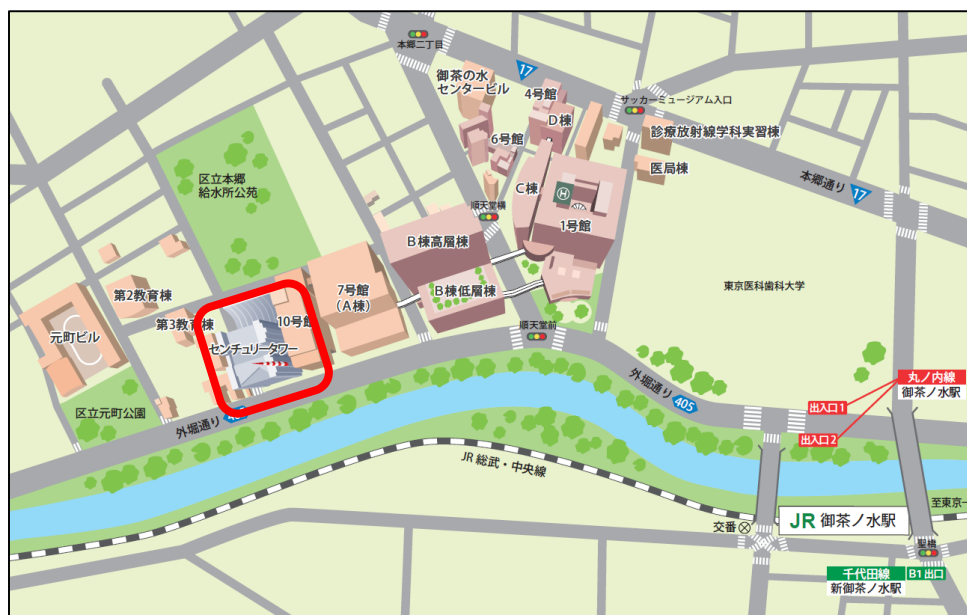 本郷二丁目
17
御茶の水
センタービル
4号館
D棟
サッカーミュージアム入口
6号館
診療放射線学科実習棟
医局棟
C棟
H
1号館
本郷通り
17
区立本郷
給水所公苑
順天堂横
B棟高層棟
B棟低層棟
東京医科歯科大学
第2教育棟
第3教育棟
10号館
7号館
(A棟)
元町ビル
センチュリータワー
順天堂前
区立元町公園
外堀通り
外堀通り
405
丸ノ内線
御茶ノ水駅
出入口1
出入口2
JR 総武・中央線
至東京→
交番
JR 御茶ノ水駅
聖橋
千代田線
B1 出口
新御茶ノ水駅